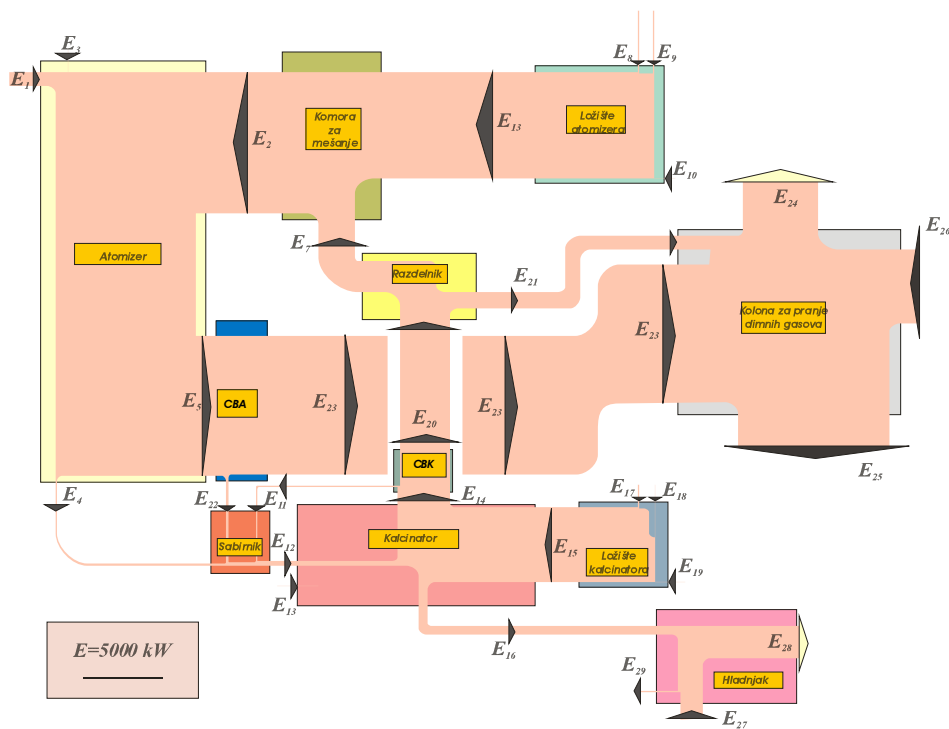 E3
E8
E9
E1
Komora
za
mešanje
Ložište
atomizera
E2
E13
E10
E24
E26
E7
Atomizer
Razdelnik
E21
Kolona za pranje
dimnih gasova
E23
E5
CBA
E23
E23
E20
CBK
E25
E4
E22
E11
E14
E17
E18
Sabirnik
E12
Kalcinator
E15
Ložište
kalcinatora
E19
E13
E16
E=5000 kW
E28
E29
Hladnjak
E27